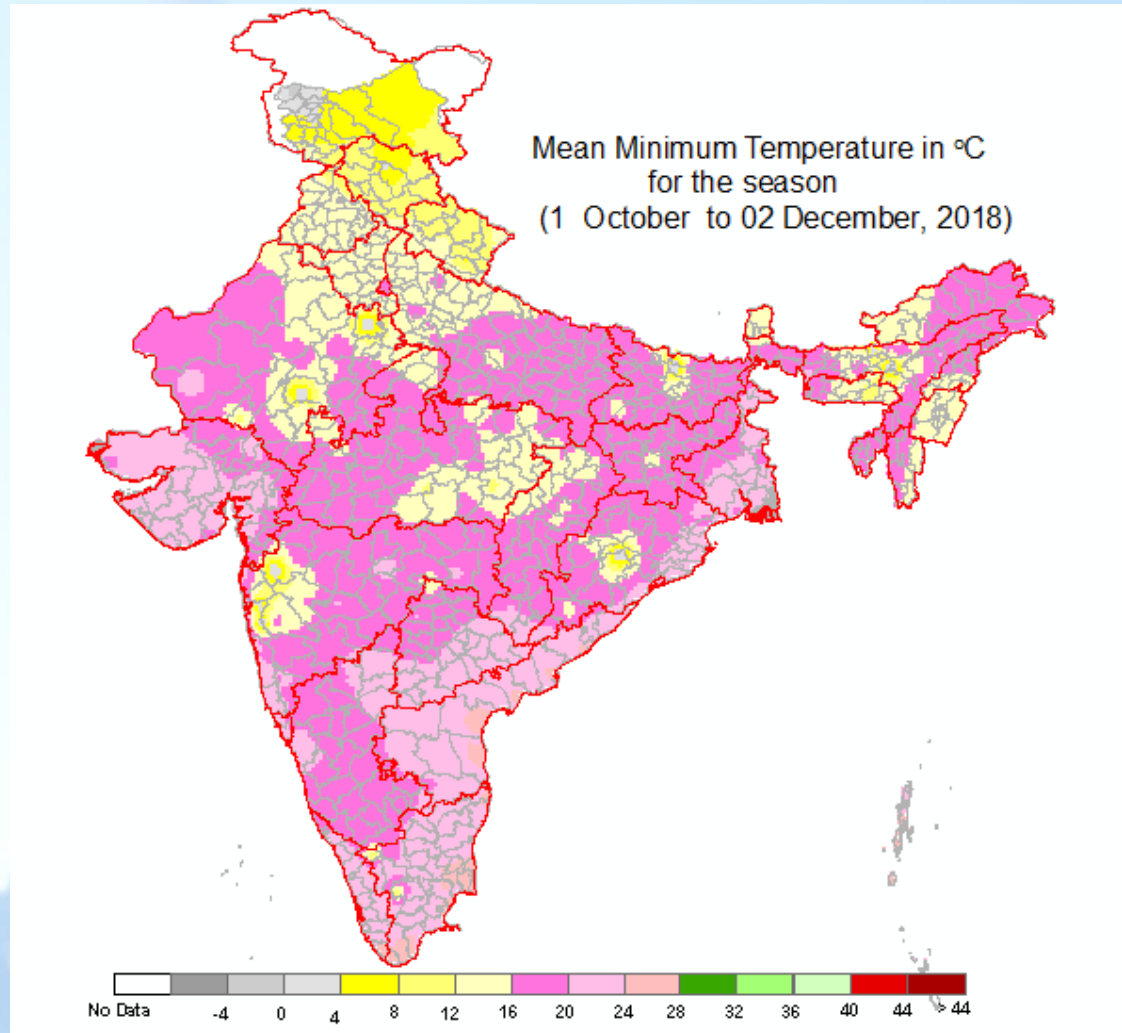 Mean Minimum Temperature in ºC
for the season
(1 October to 02 December, 2018)
No Data -4 0 4 8 12 16 20 24 28 32 36 40 44 > 44